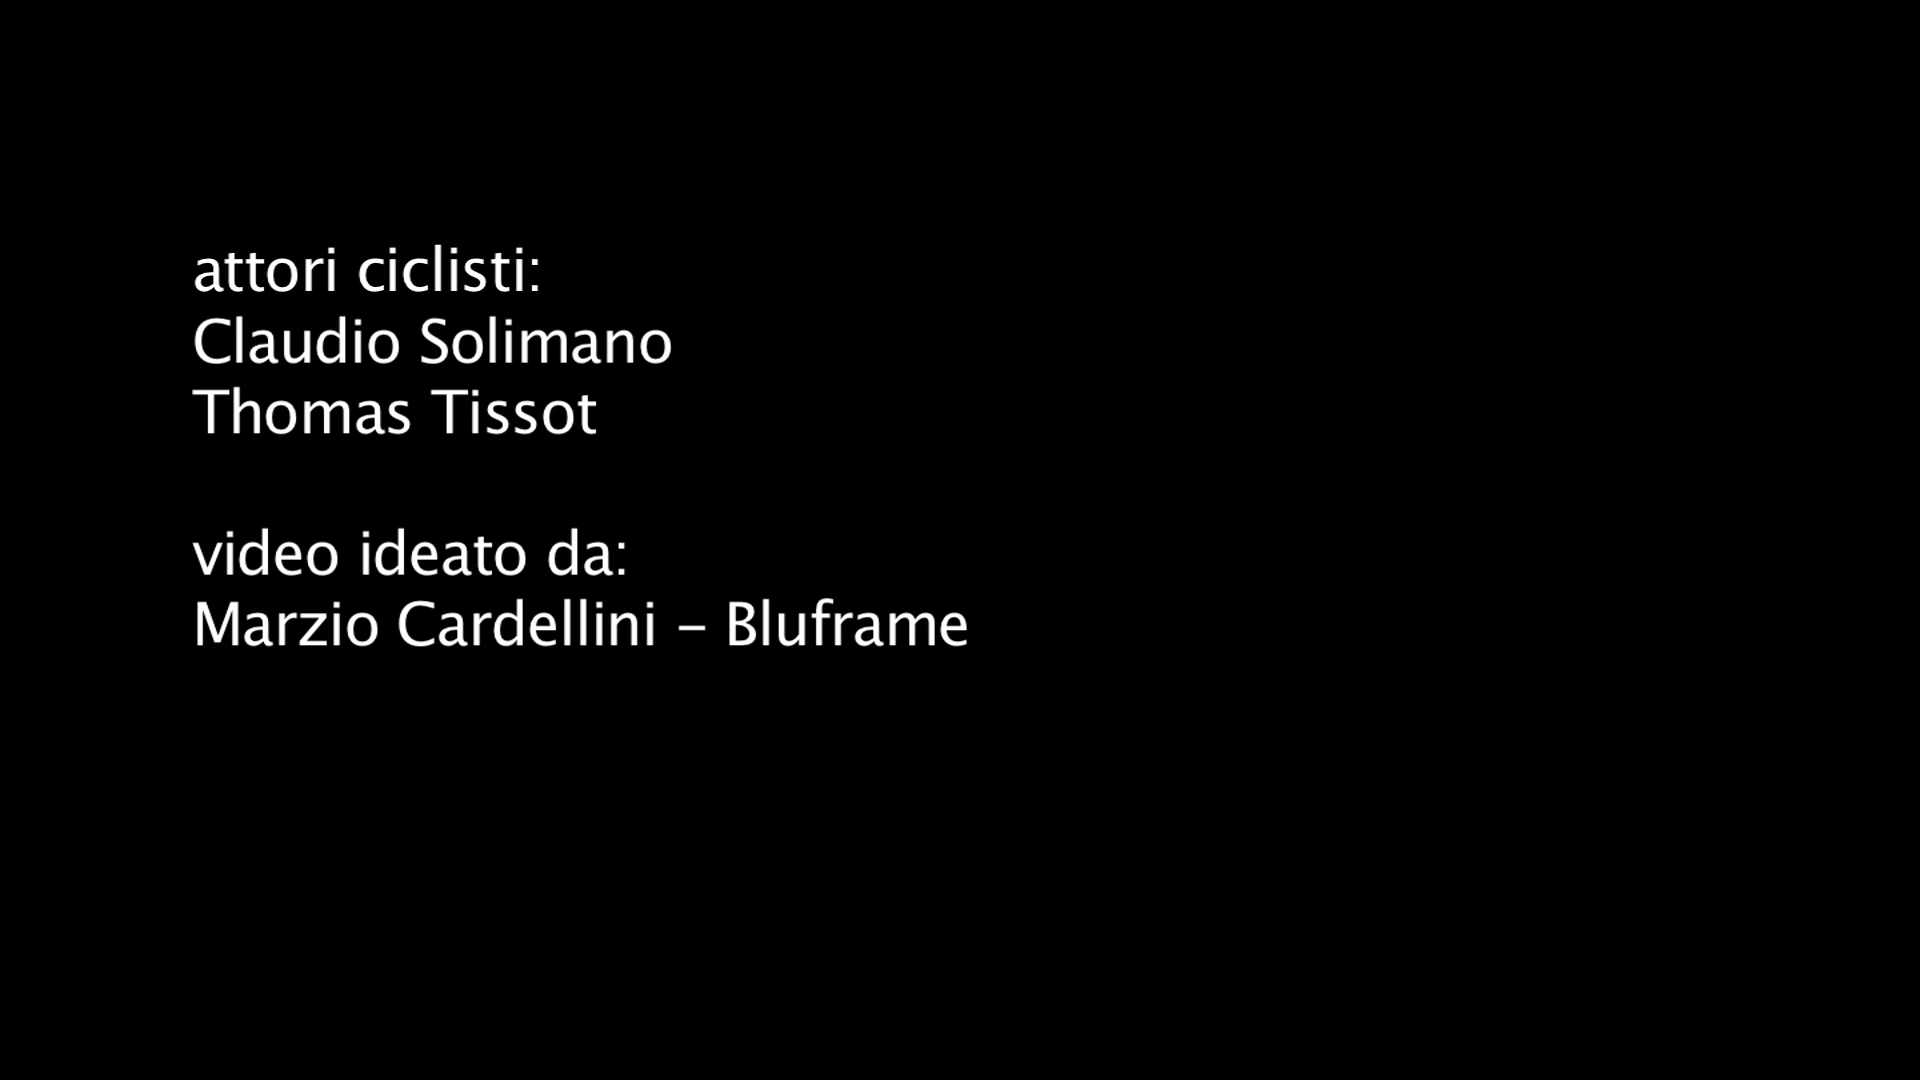 attori ciclisti:
Claudio Solimano
Thomas Tissot
video ideato da:
Marzio Cardellini - Bluframe